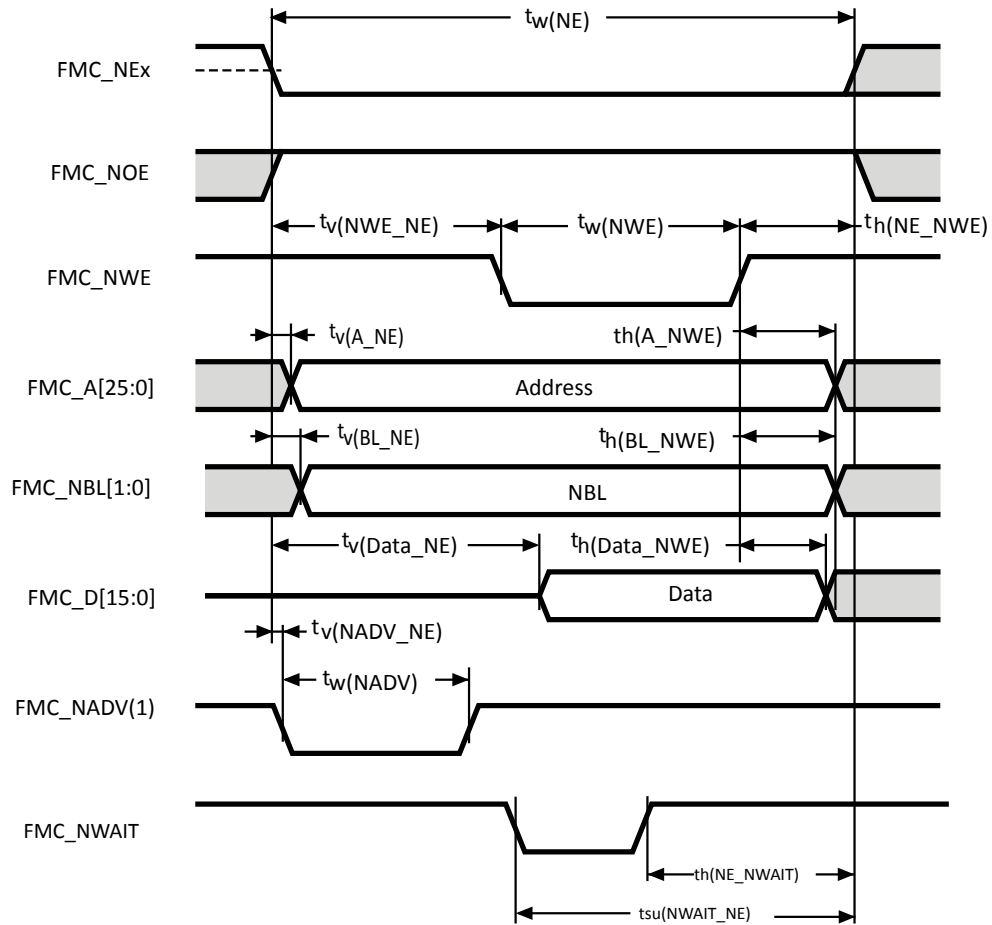 tw(NE)
FMC_NEx
FMC_NOE
tv(NWE_NE)
tw(NWE)
th(NE_NWE)
FMC_NWE
tv(A_NE)
th(A_NWE)
FMC_A[25:0]
Address
tv(BL_NE)
th(BL_NWE)
FMC_NBL[1:0]
NBL
tv(Data_NE)
th(Data_NWE)
FMC_D[15:0]
Data
tv(NADV_NE)
tw(NADV)
FMC_NADV(1)
FMC_NWAIT
th(NE_NWAIT)
tsu(NWAIT_NE)